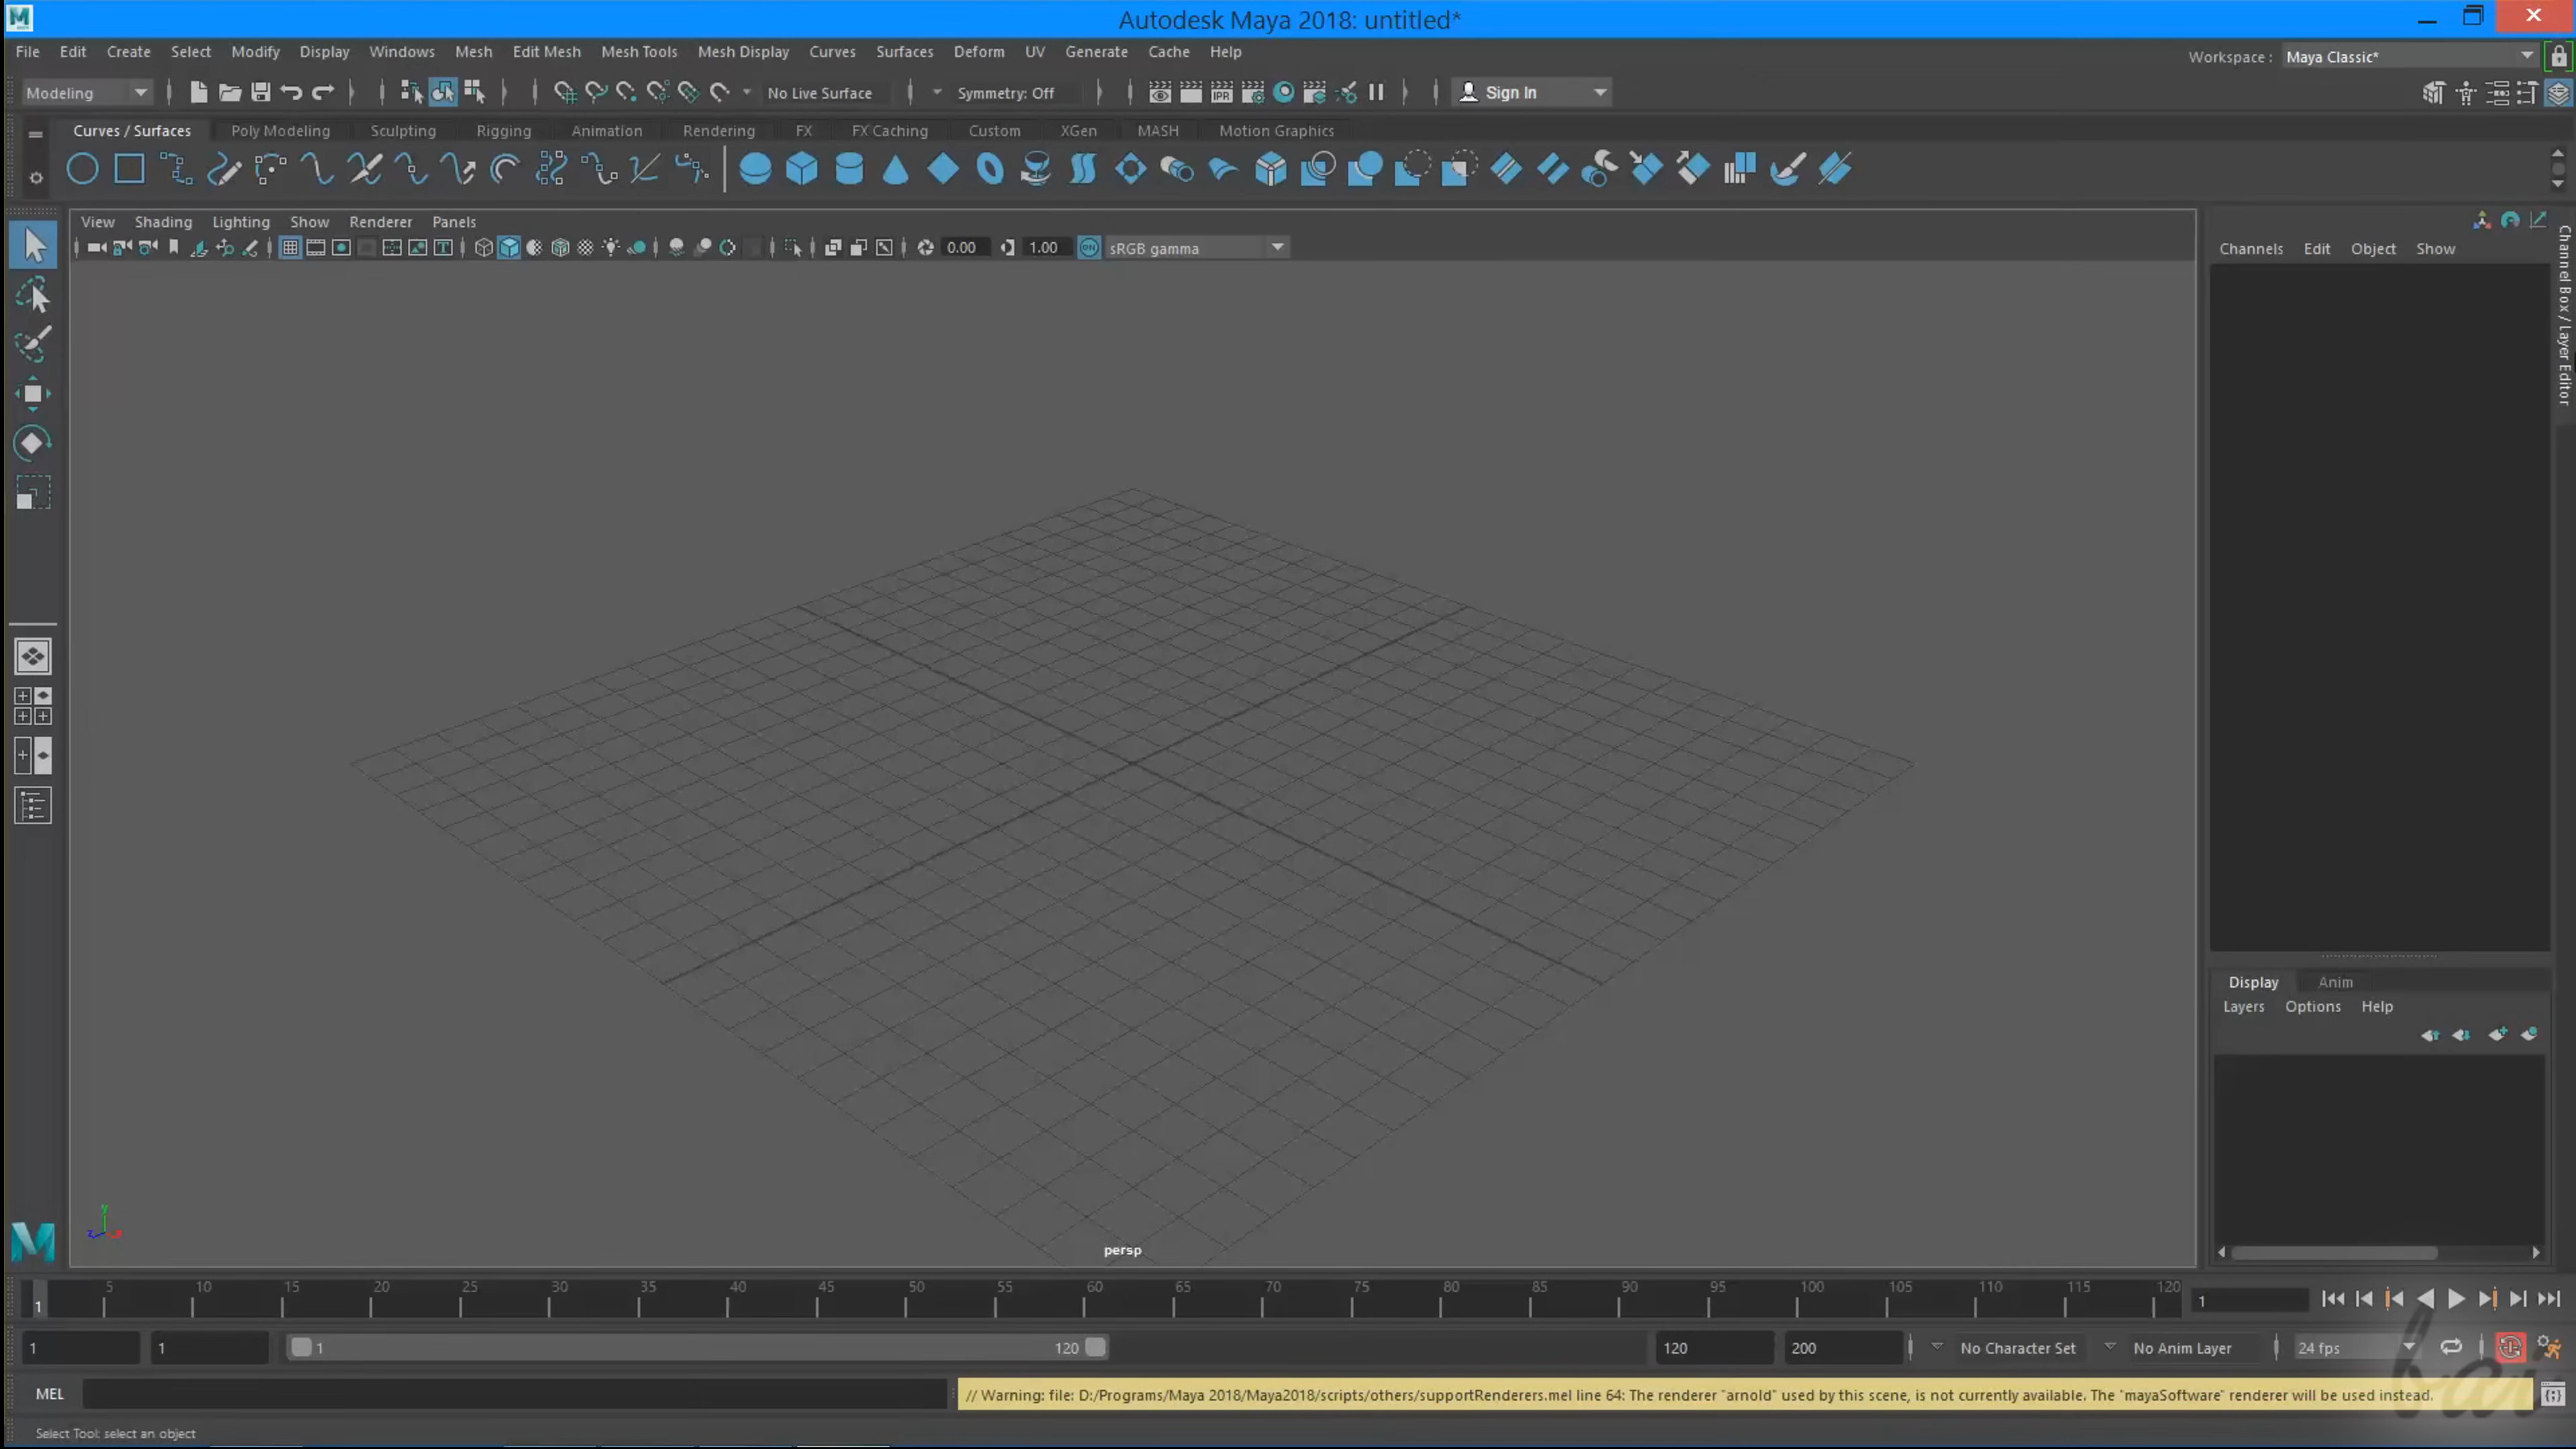 Autodesk Maya 2018: untitled*
File Edit Create Select Modify Display Windows Mesh Edit Mesh Mesh Tools Mesh Display Curves Surfaces Deform UV Generate Cache Help
Workspace : Maya Classic*
Modeling No Live Surface Symmetry: Off IPR Sign In
Curves / Surfaces Poly Modeling Sculpting Rigging Animation Rendering FX FX Caching Custom XGen MASH Motion Graphics
View Shading Lighting Show Renderer Panels
0.00 1.00 ON sRGB gamma
Channels Edit Object Show
Channel Box / Layer Editor
Display Anim
Layers Options Help
y
z x
persp
5 10 15 20 25 30 35 40 45 50 55 60 65 70 75 80 85 90 95 100 105 110 115 120
1 1
1 1 1 120 120 200 No Character Set No Anim Layer 24 fps
MEL // Warning: file: D:/Programs/Maya 2018/Maya2018/scripts/others/supportRenderers.mel line 64: The renderer "arnold" used by this scene, is not currently available. The "mayaSoftware" renderer will be used instead.
Select Tool: select an object